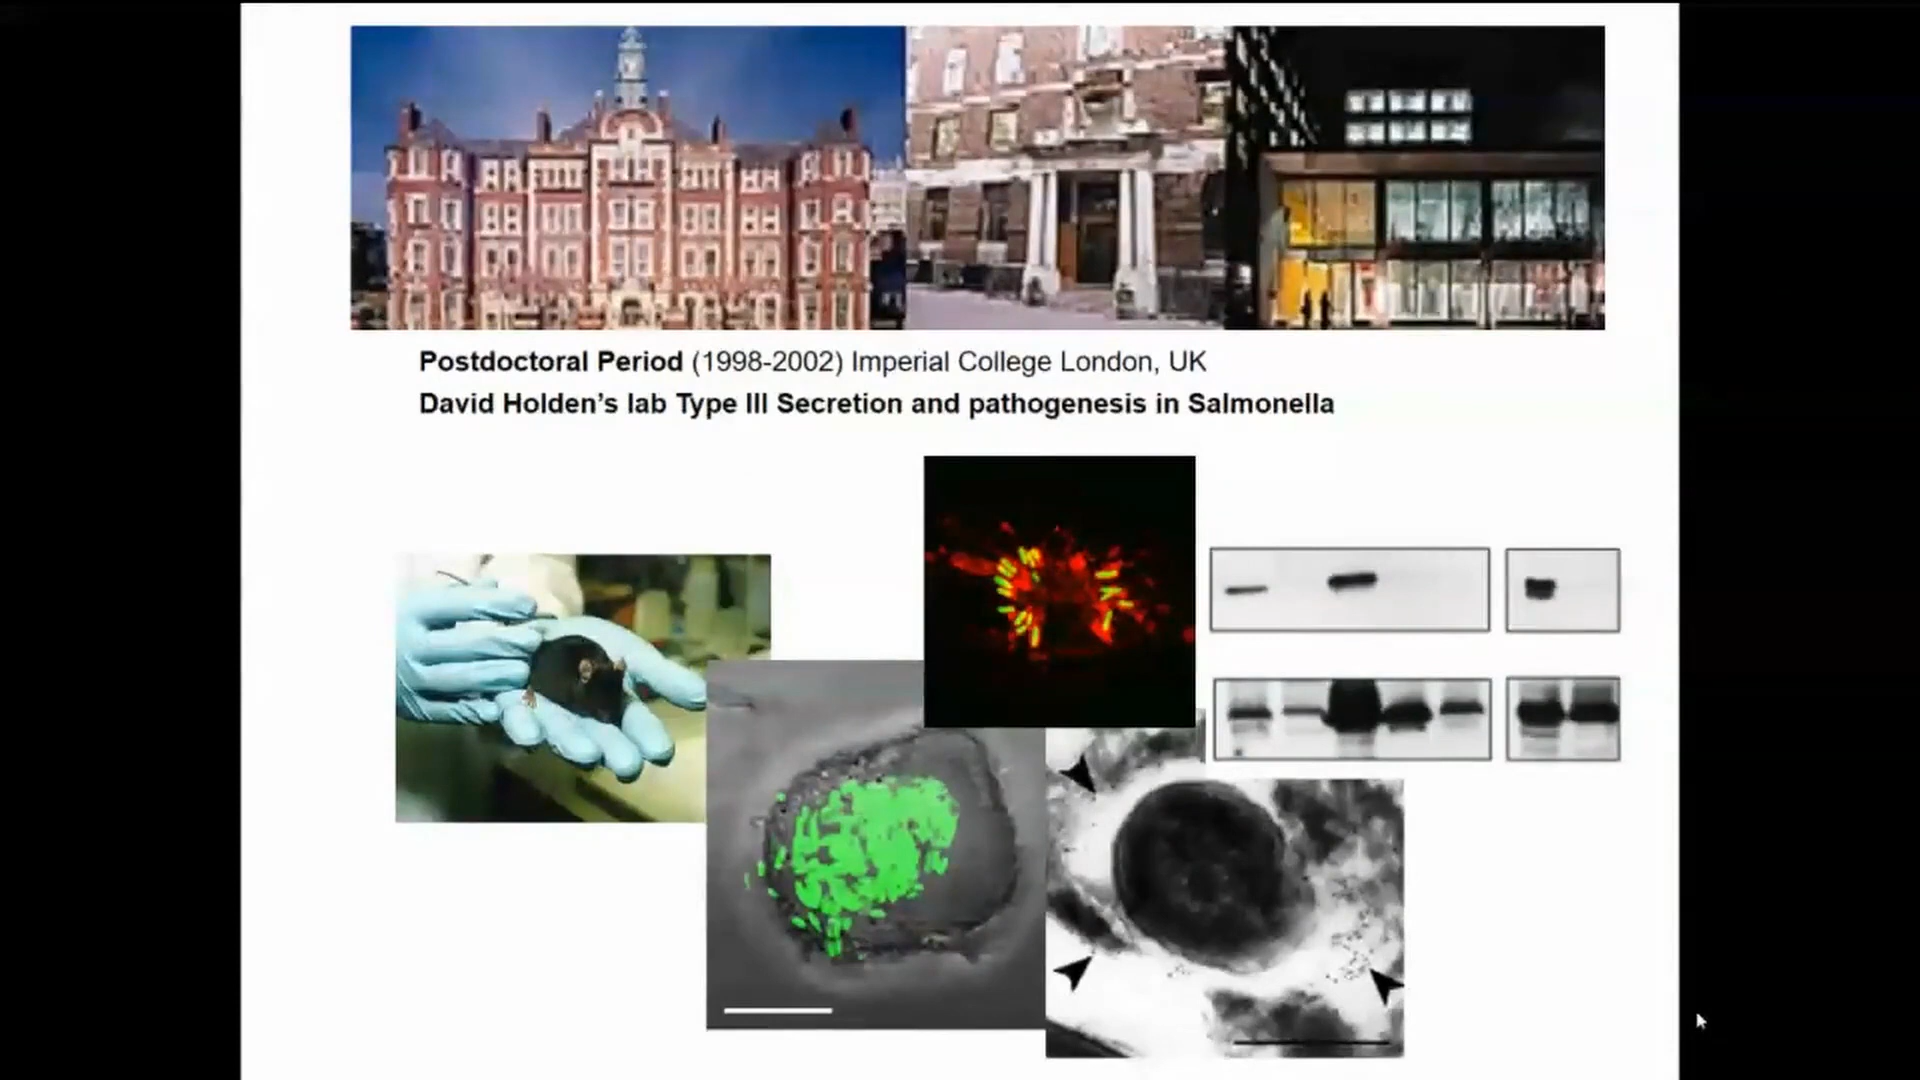 Postdoctoral Period (1998-2002) Imperial College London, UK
David Holden’s lab Type III Secretion and pathogenesis in Salmonella